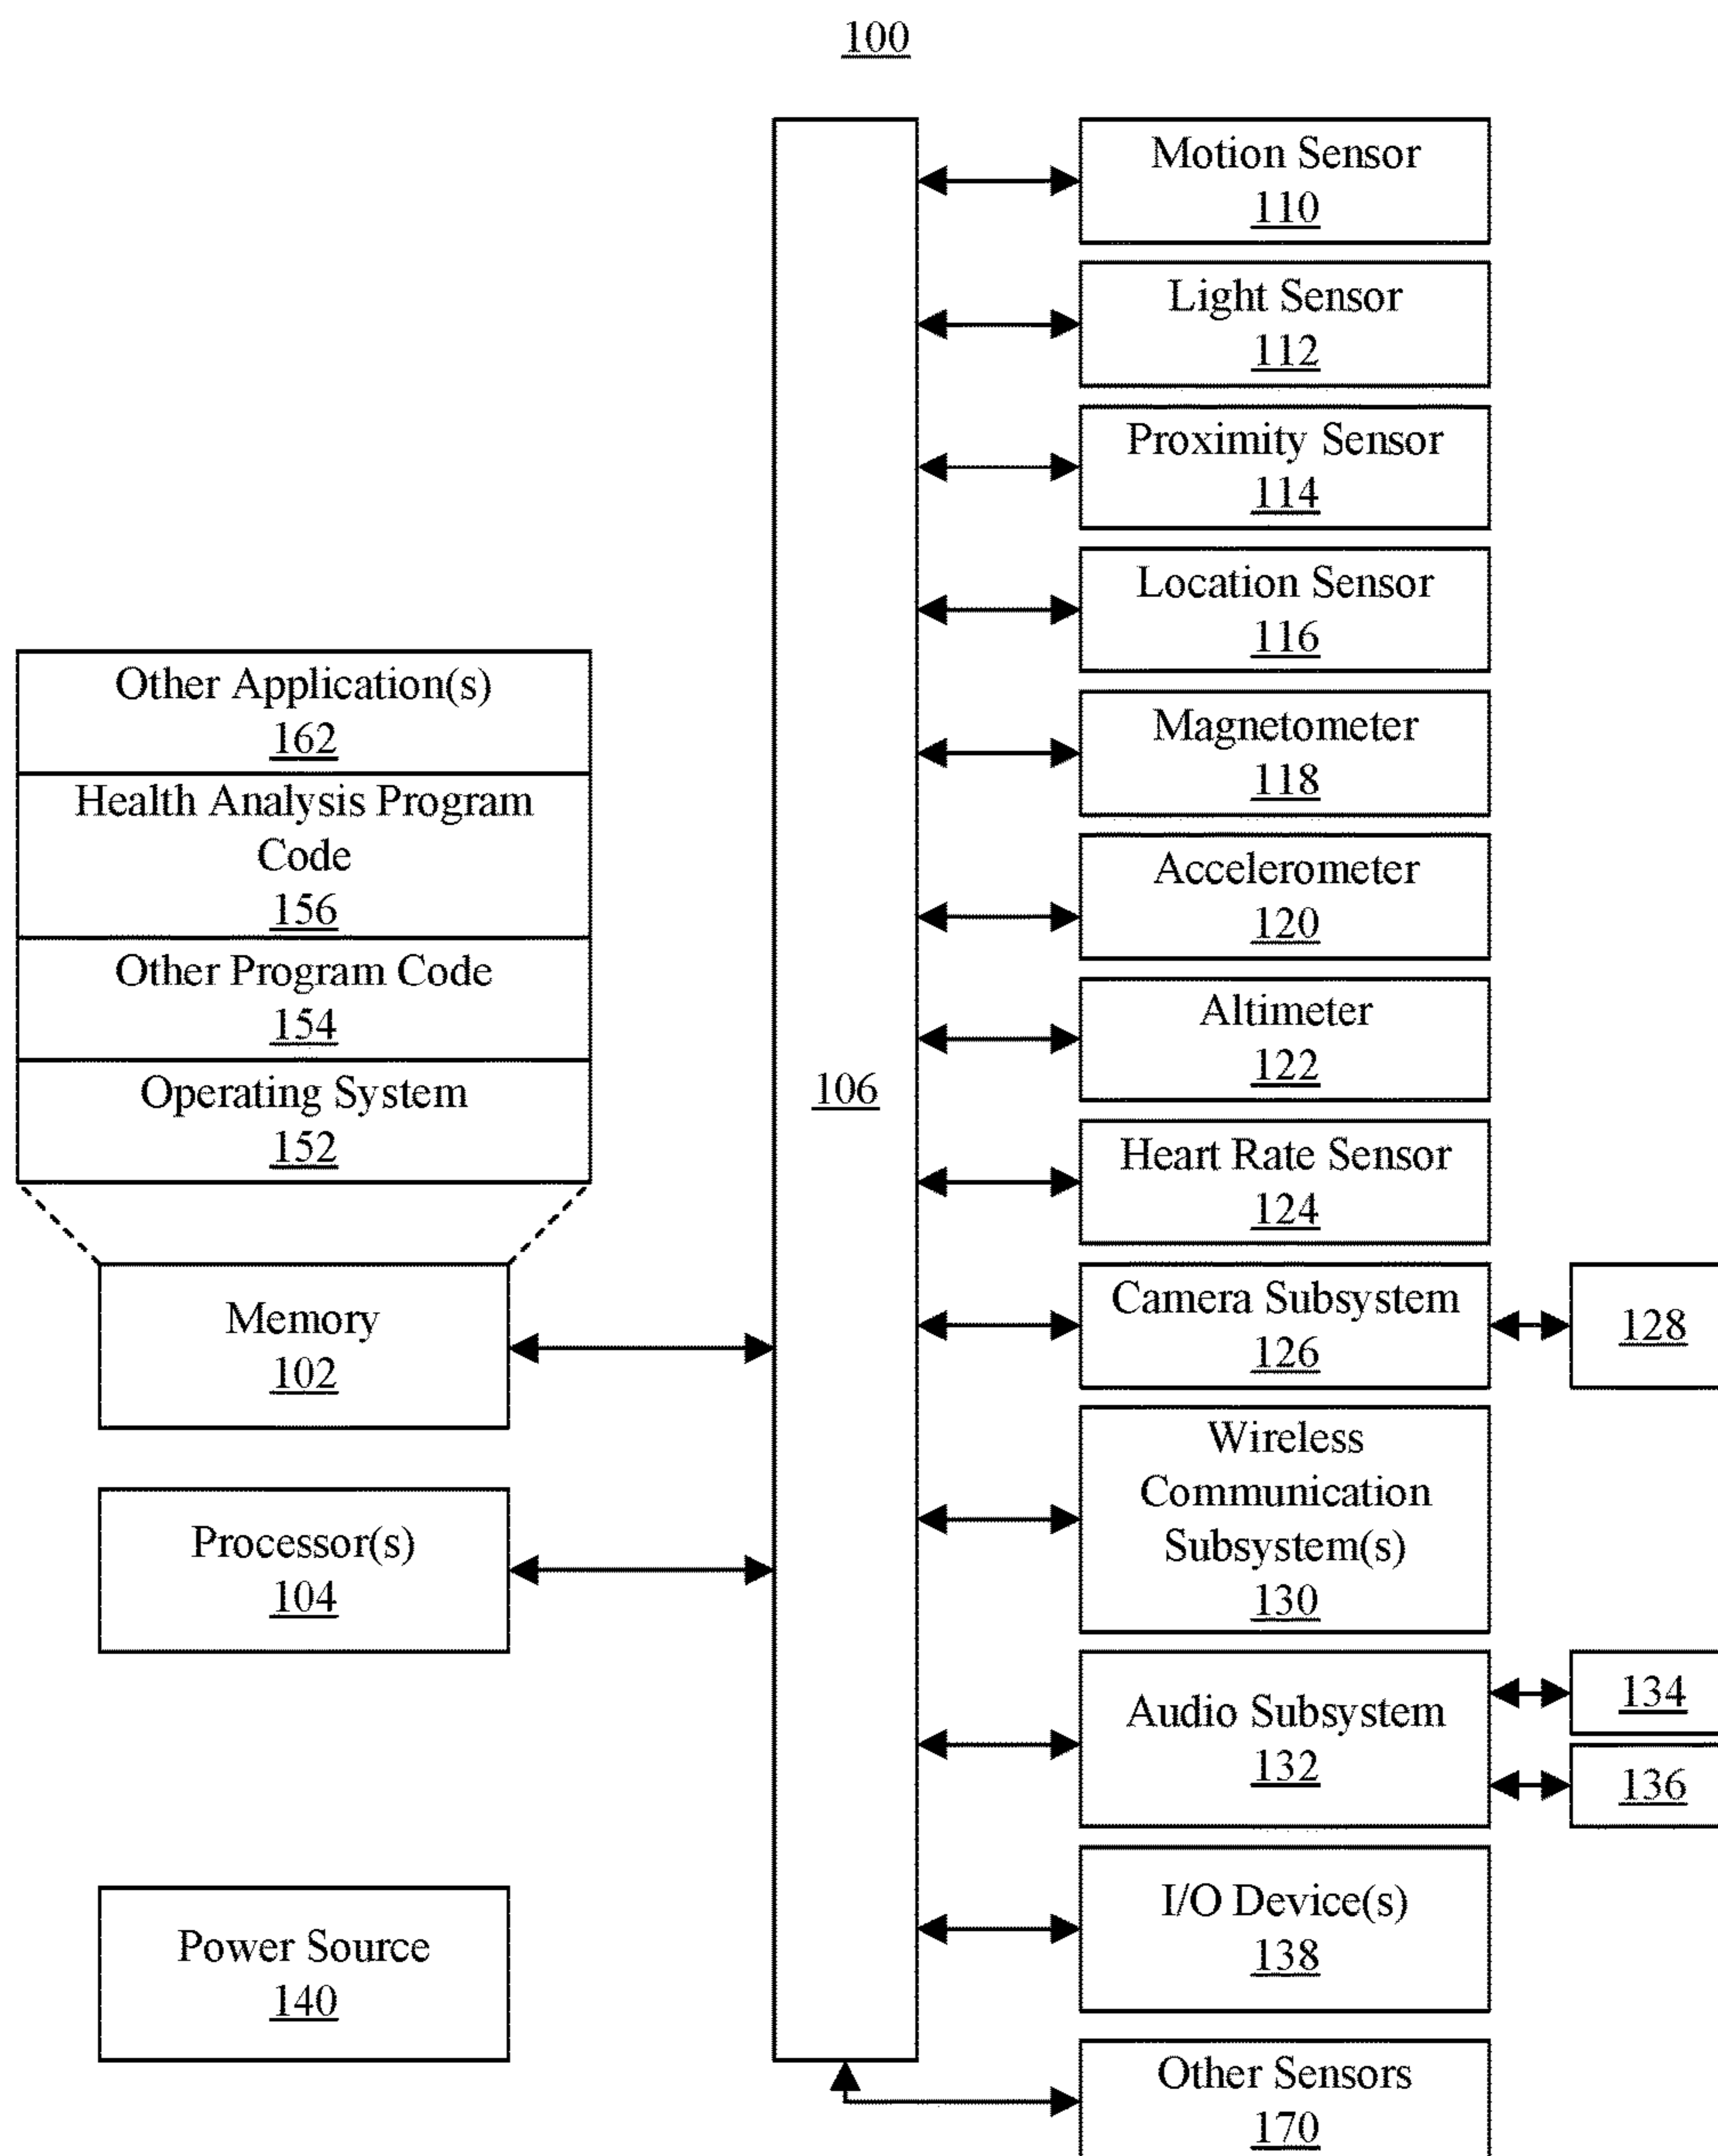 100
Motion Sensor
110
Light Sensor
112
Proximity Sensor
114
Location Sensor
116
Other Application(s)
162
Health Analysis Program
Code
156
Other Program Code
154
Operating System
152
Memory
102
Processor(s)
104
Power Source
140
106
Magnetometer
118
Accelerometer
120
Altimeter
122
Heart Rate Sensor
124
Camera Subsystem
126
128
Wireless
Communication
Subsystem(s)
130
Audio Subsystem
132
134
136
I/O Device(s)
138
Other Sensors
170